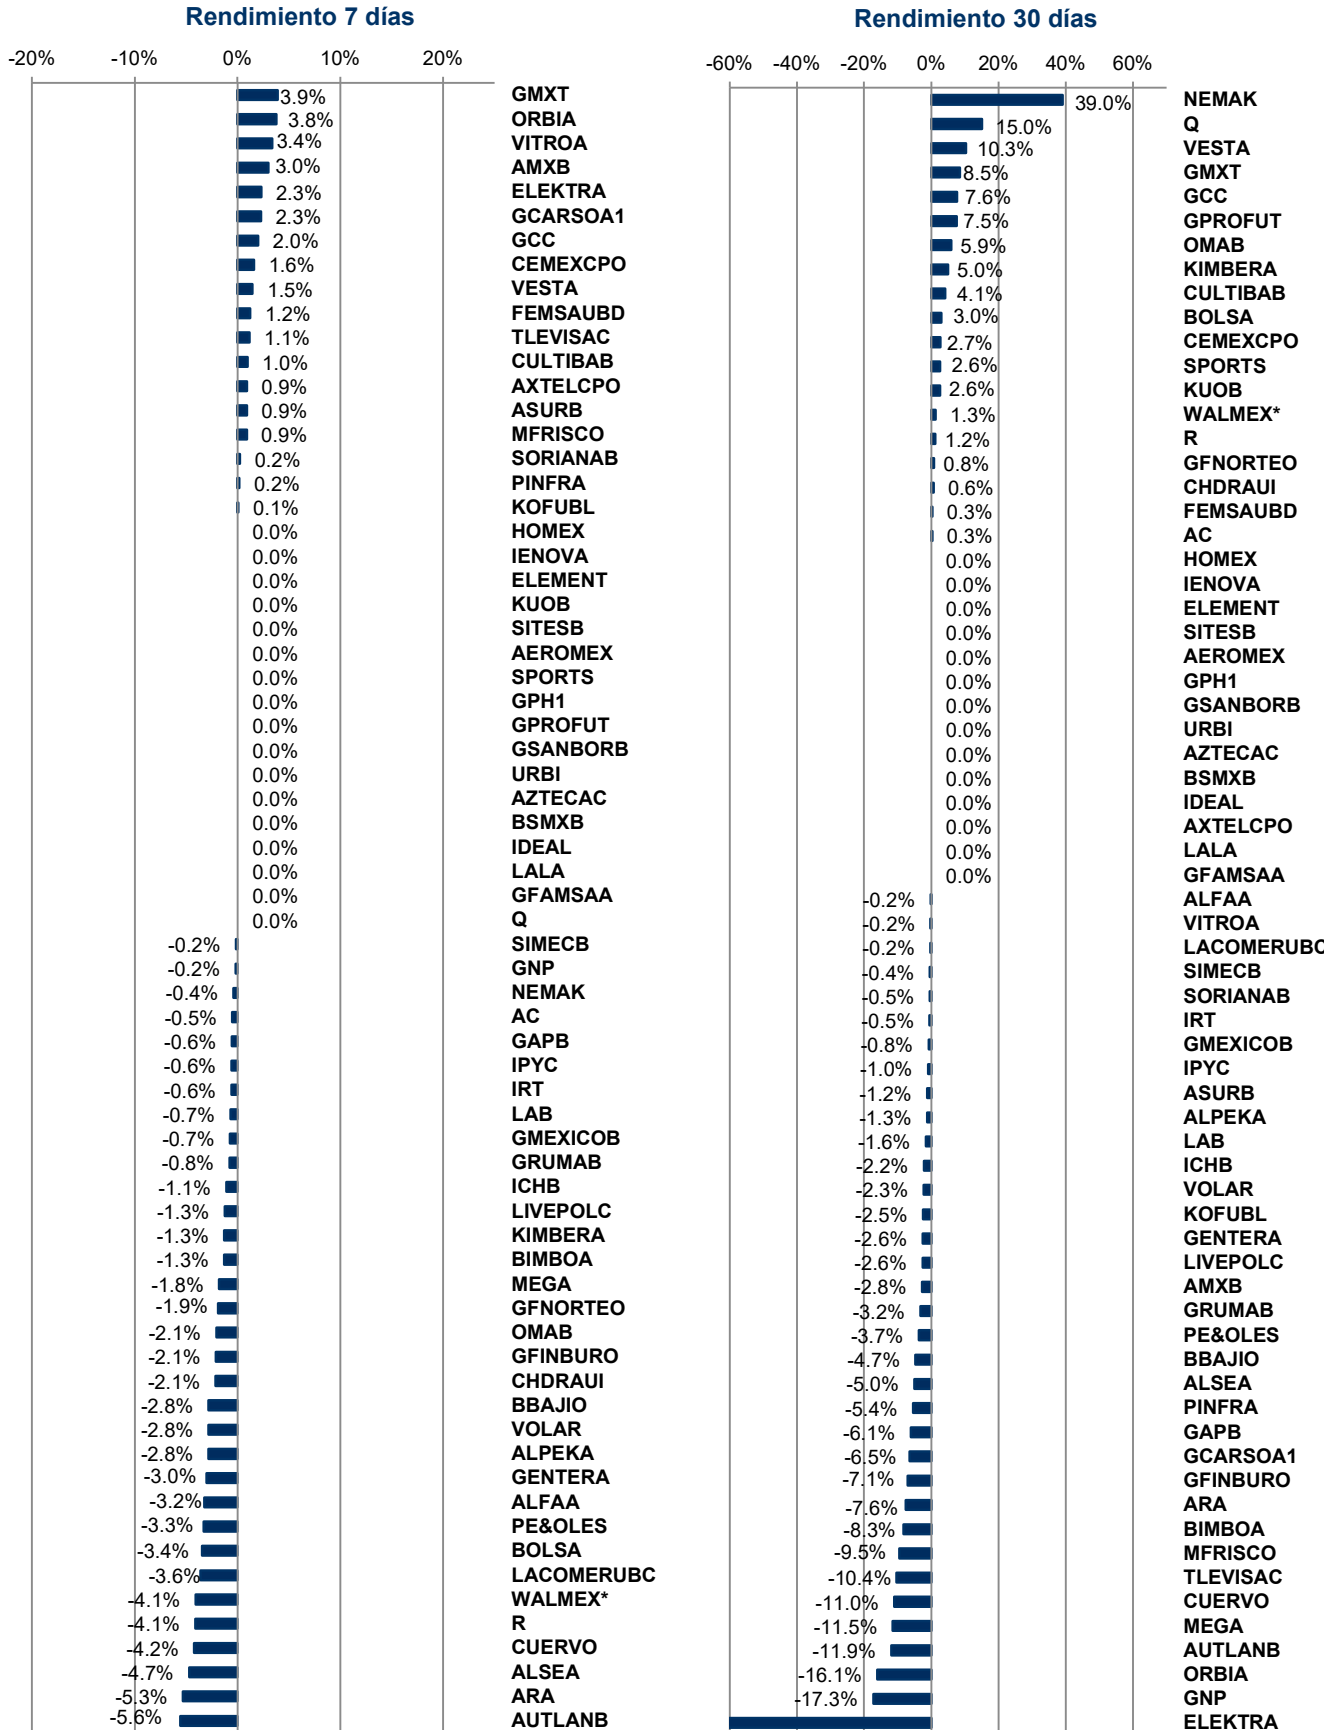 Rendimiento 7 días
-20% -10% 0% 10% 20%
3.9% GMXT
3.8% ORBIA
3.4% VITROA
3.0% AMXB
2.3% ELEKTRA
2.3% GCARSOA1
2.0% GCC
1.6% CEMEXCPO
1.5% VESTA
1.2% FEMSAUBD
1.1% TLEVISAC
1.0% CULTIBAB
0.9% AXTELCPO
0.9% ASURB
0.9% MFRISCO
0.2% SORIANAB
0.2% PINFRA
0.1% KOFUBL
0.0% HOMEX
0.0% IENOVA
0.0% ELEMENT
0.0% KUOB
0.0% SITESB
0.0% AEROMEX
0.0% SPORTS
0.0% GPH1
0.0% GPROFUT
0.0% GSANBORB
0.0% URBI
0.0% AZTECAC
0.0% BSMXB
0.0% IDEAL
0.0% LALA
0.0% GFAMSAA
0.0% Q
-0.2% SIMECB
-0.2% GNP
-0.4% NEMAK
-0.5% AC
-0.6% GAPB
-0.6% IPYC
-0.6% IRT
-0.7% LAB
-0.7% GMEXICOB
-0.8% GRUMAB
-1.1% ICHB
-1.3% LIVEPOLC
-1.3% KIMBERA
-1.3% BIMBOA
-1.8% MEGA
-1.9% GFNORTEO
-2.1% OMAB
-2.1% GFINBURO
-2.1% CHDRAUI
-2.8% BBAJIO
-2.8% VOLAR
-2.8% ALPEKA
-3.0% GENTERA
-3.2% ALFAA
-3.3% PE&OLES
-3.4% BOLSA
-3.6% LACOMERUBC
-4.1% WALMEX*
-4.1% R
-4.2% CUERVO
-4.7% ALSEA
-5.3% ARA
-5.6% AUTLANB
Rendimiento 30 días
-60% -40% -20% 0% 20% 40% 60%
39.0% NEMAK
15.0% Q
10.3% VESTA
8.5% GMXT
7.6% GCC
7.5% GPROFUT
5.9% OMAB
5.0% KIMBERA
4.1% CULTIBAB
3.0% BOLSA
2.7% CEMEXCPO
2.6% SPORTS
2.6% KUOB
1.3% WALMEX*
1.2% R
0.8% GFNORTEO
0.6% CHDRAUI
0.3% FEMSAUBD
0.3% AC
0.0% HOMEX
0.0% IENOVA
0.0% ELEMENT
0.0% SITESB
0.0% AEROMEX
0.0% GPH1
0.0% GSANBORB
0.0% URBI
0.0% AZTECAC
0.0% BSMXB
0.0% IDEAL
0.0% AXTELCPO
0.0% LALA
0.0% GFAMSAA
-0.2% ALFAA
-0.2% VITROA
-0.2% LACOMERUBC
-0.4% SIMECB
-0.5% SORIANAB
-0.5% IRT
-0.8% GMEXICOB
-1.0% IPYC
-1.2% ASURB
-1.3% ALPEKA
-1.6% LAB
-2.2% ICHB
-2.3% VOLAR
-2.5% KOFUBL
-2.6% GENTERA
-2.6% LIVEPOLC
-2.8% AMXB
-3.2% GRUMAB
-3.7% PE&OLES
-4.7% BBAJIO
-5.0% ALSEA
-5.4% PINFRA
-6.1% GAPB
-6.5% GCARSOA1
-7.1% GFINBURO
-7.6% ARA
-8.3% BIMBOA
-9.5% MFRISCO
-10.4% TLEVISAC
-11.0% CUERVO
-11.5% MEGA
-11.9% AUTLANB
-16.1% ORBIA
-17.3% GNP
ELEKTRA